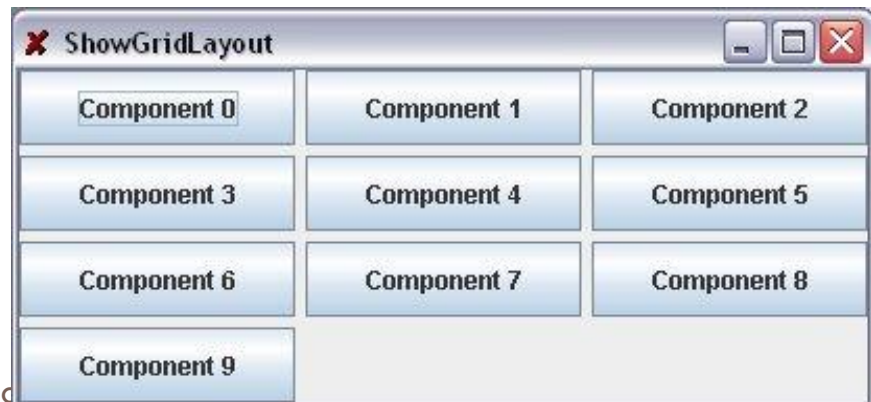 ShowGridLayout
Component 0 Component 1 Component 2
Component 3 Component 4 Component 5
Component 6 Component 7 Component 8
Component 9